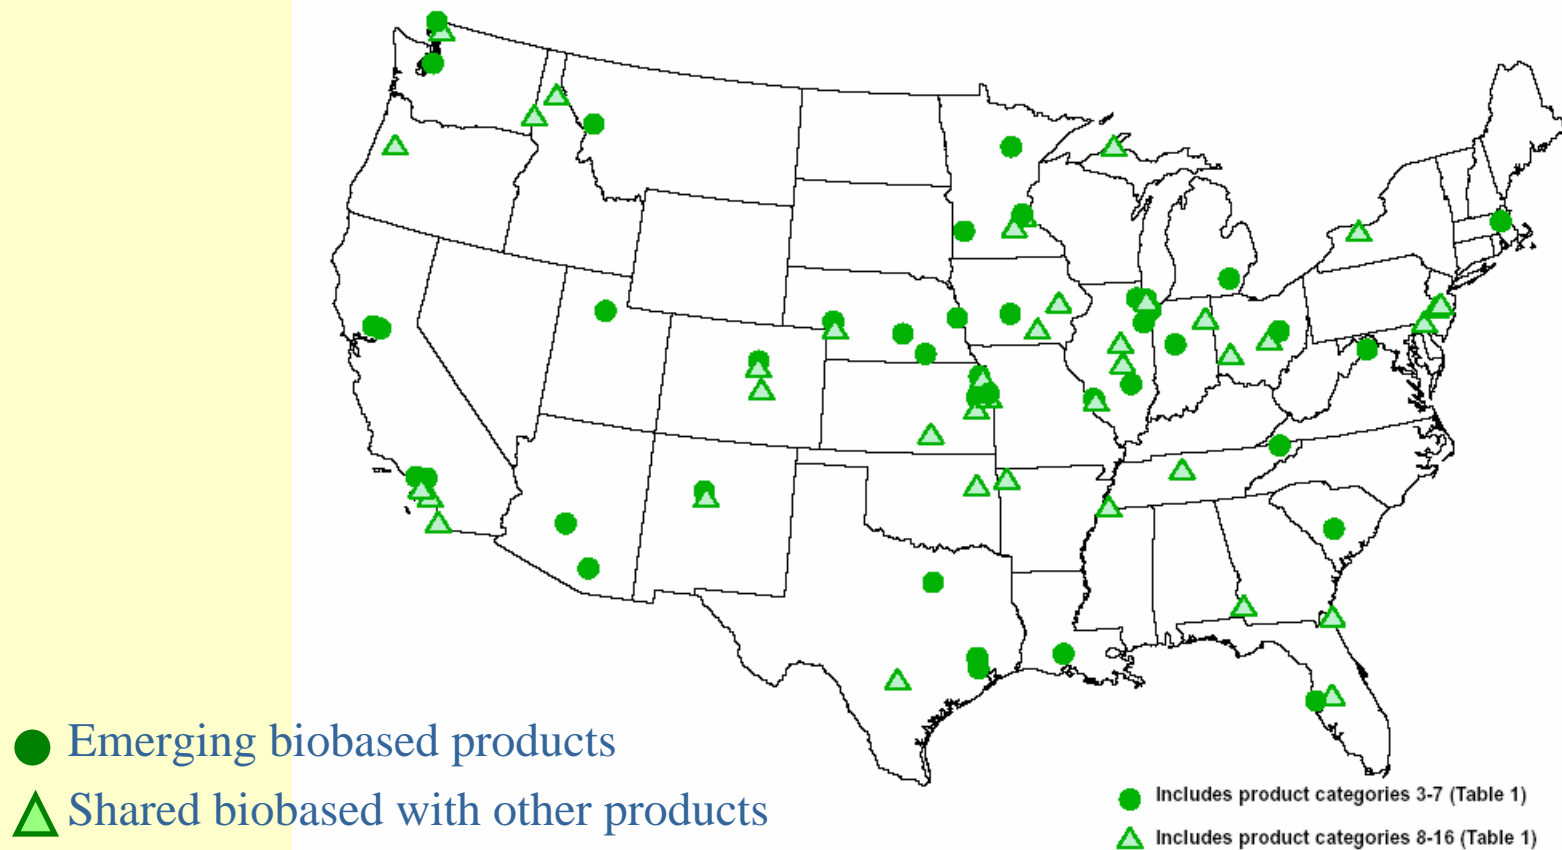 Emerging biobased products
Shared biobased with other products
Includes product categories 3-7 (Table 1)
Includes product categories 8-16 (Table 1)